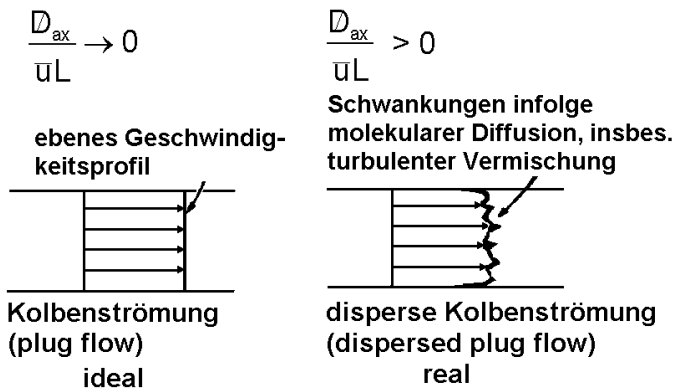 D_ax / ūL → 0
ebenes Geschwindig-
keitsprofil
Kolbenströmung
(plug flow)
ideal
D_ax / ūL > 0
Schwankungen infolge
molekularer Diffusion, insbes.
turbulenter Vermischung
disperse Kolbenströmung
(dispersed plug flow)
real